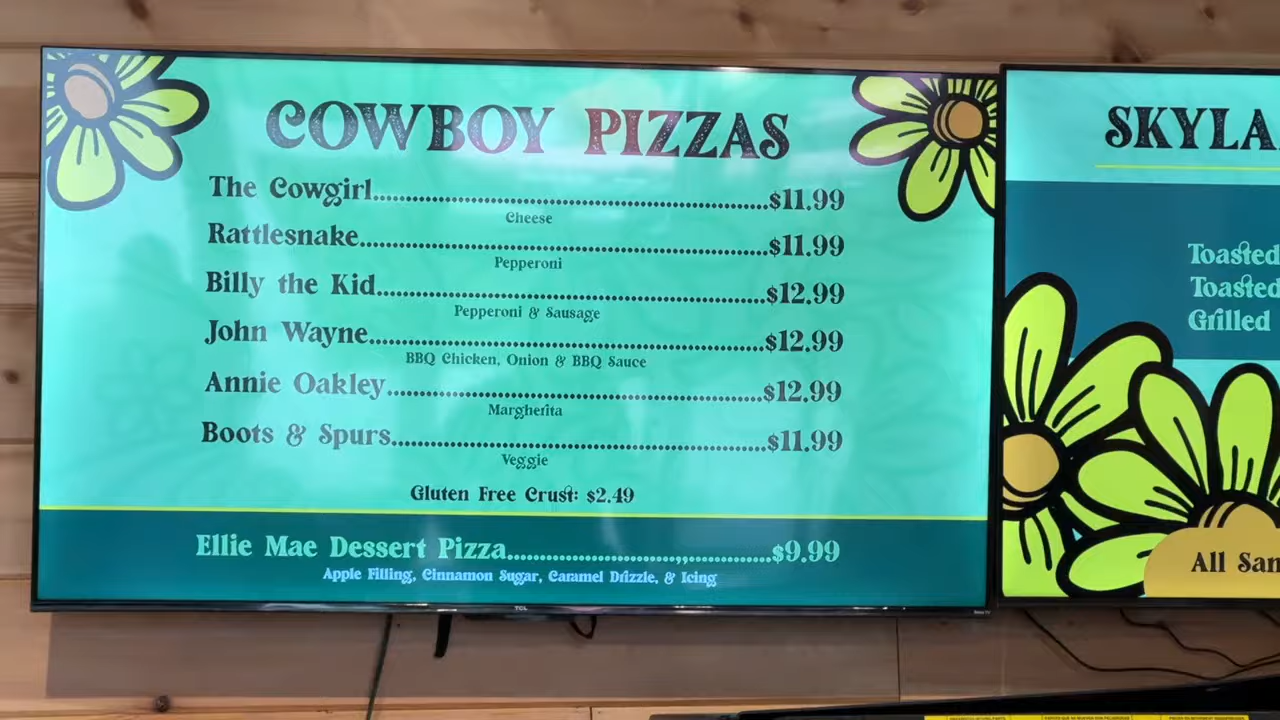 COWBOY PIZZAS
The Cowgirl..............................................................$11.99
Cheese
Rattlesnake..............................................................$11.99
Pepperoni
Billy the Kid..............................................................$12.99
Pepperoni & Sausage
John Wayne..............................................................$12.99
BBQ Chicken, Onion & BBQ Sauce
Annie Oakley..............................................................$12.99
Margherita
Boots & Spurs..............................................................$11.99
Veggie
Gluten Free Crust: $2.49
Ellie Mae Dessert Pizza.............................,,..............$9.99
Apple Filling, Cinnamon Sugar, Caramel Drizzle, & Icing
TCL
SKYLA
Toasted
Toasted
Grilled
All San